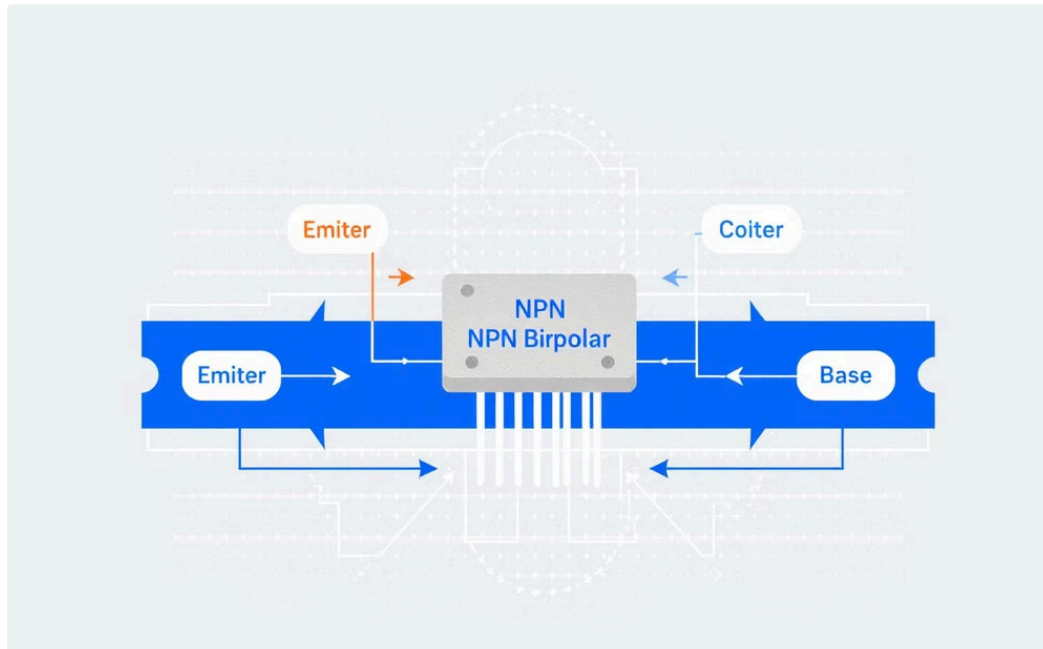 Emiter
Coiter
NPN
NPN Birpolar
Emiter
Base